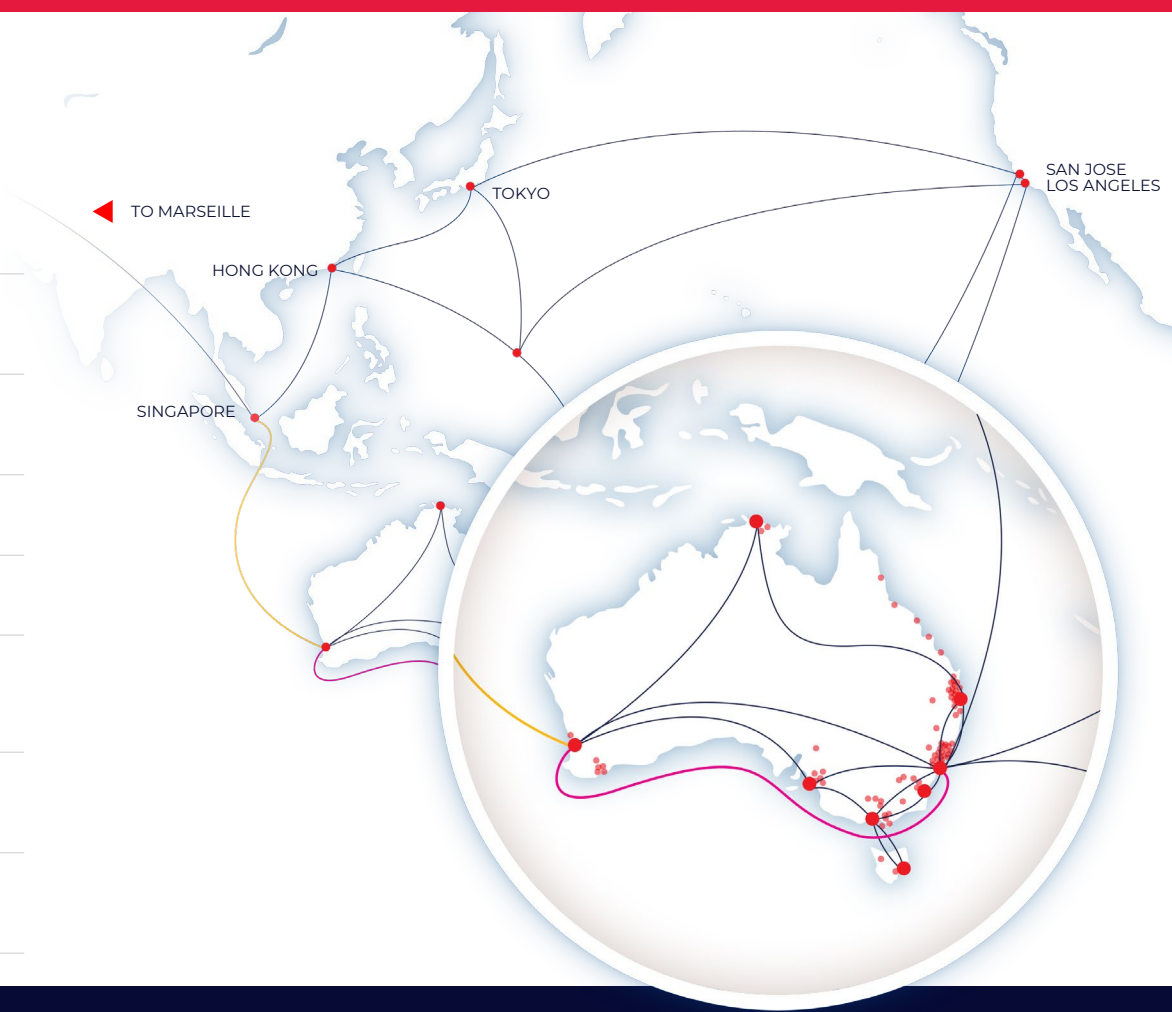 SAN JOSE
LOS ANGELES
TOKYO
TO MARSEILLE
HONG KONG
SINGAPORE